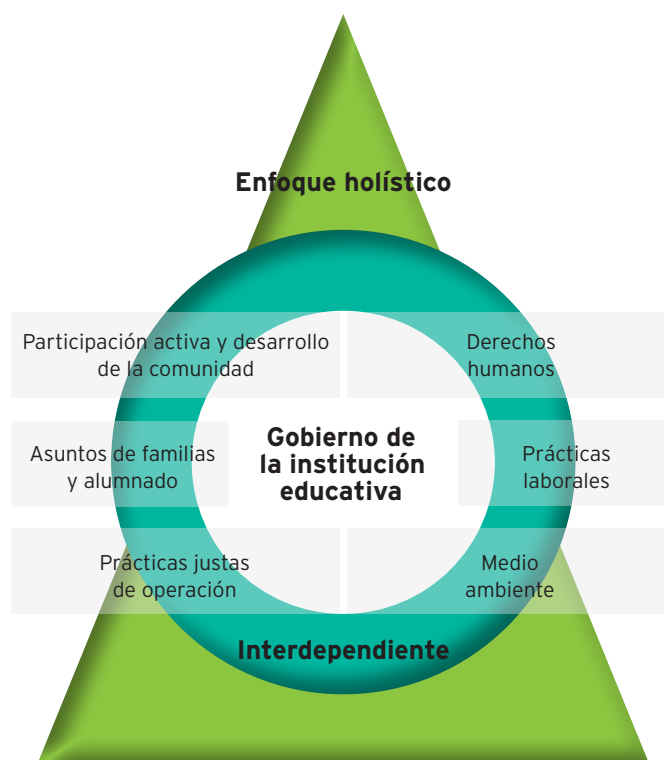 Enfoque holístico
Participación activa y desarrollo
de la comunidad
Derechos
humanos
Asuntos de familias
y alumnado
Gobierno de
la institución
educativa
Prácticas
laborales
Prácticas justas
de operación
Medio
ambiente
Interdependiente